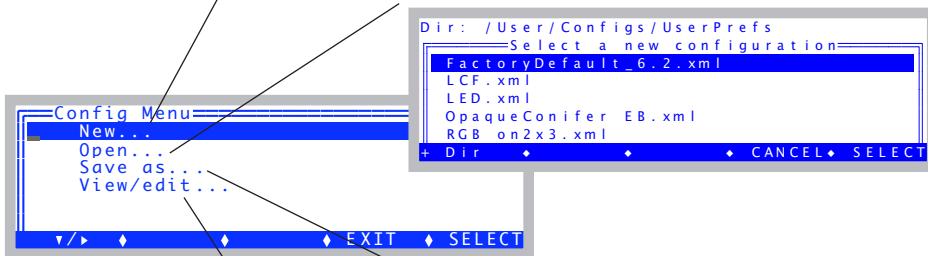 Dir: /User/Configs/UserPrefs
Select a new configuration
FactoryDefault_6.2.xml
LCF.xml
LED.xml
OpaqueConifer EB.xml
RGB on2x3.xml
+ Dir ◆ ◆ ◆ CANCEL◆ SELECT
Config Menu
New...
Open...
Save as...
View/edit...
▼/▶ ◆ ◆ ◆ EXIT ◆ SELECT